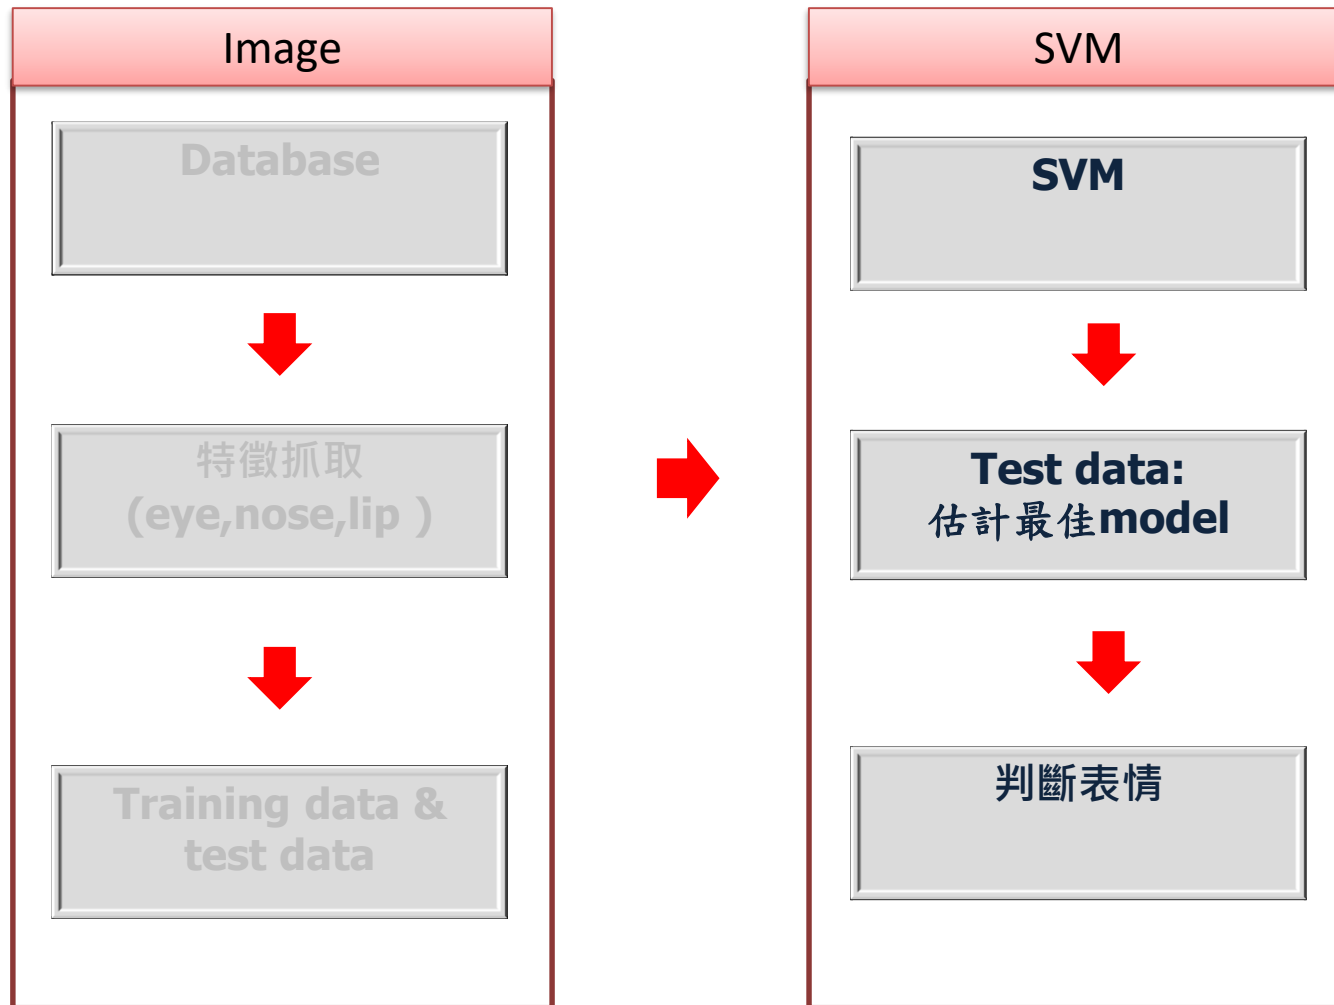 Image
Database
特徵抓取
(eye,nose,lip )
Training data &
test data
SVM
SVM
Test data:
估計最佳model
判斷表情